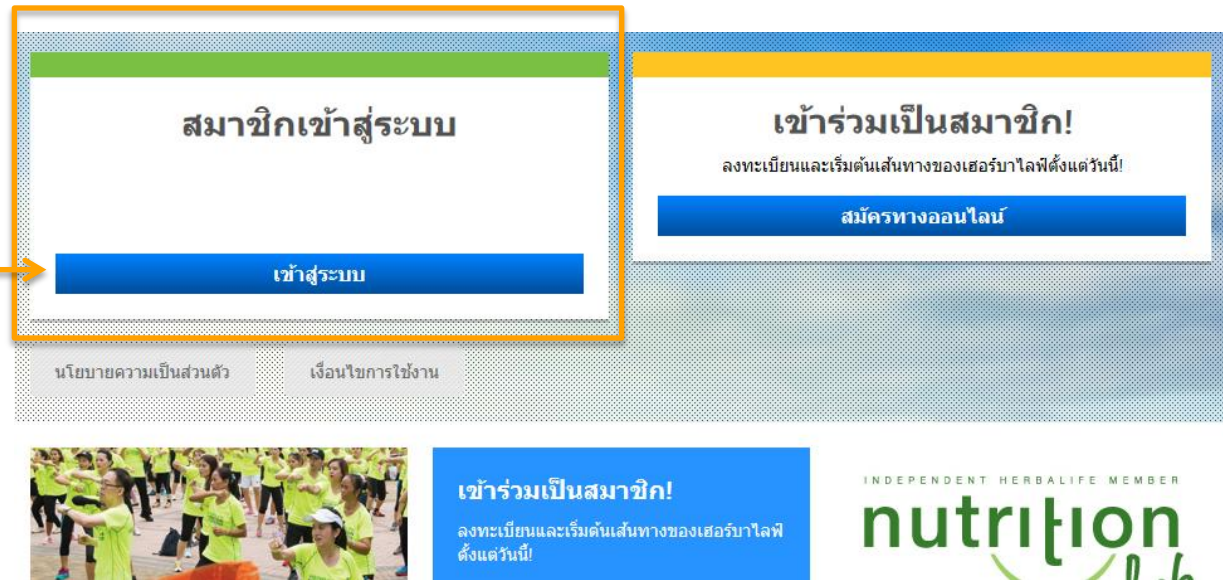 สมาชิกเข้าสู่ระบบ
เข้าสู่ระบบ
เข้าร่วมเป็นสมาชิก!
ลงทะเบียนและเริ่มต้นเส้นทางของเฮอร์บาไลฟ์ตั้งแต่วันนี้!
สมัครทางออนไลน์
นโยบายความเป็นส่วนตัว
เงื่อนไขการใช้งาน
เข้าร่วมเป็นสมาชิก!
ลงทะเบียนและเริ่มต้นเส้นทางของเฮอร์บาไลฟ์
ตั้งแต่วันนี้!
INDEPENDENT HERBALIFE MEMBER
nutrition